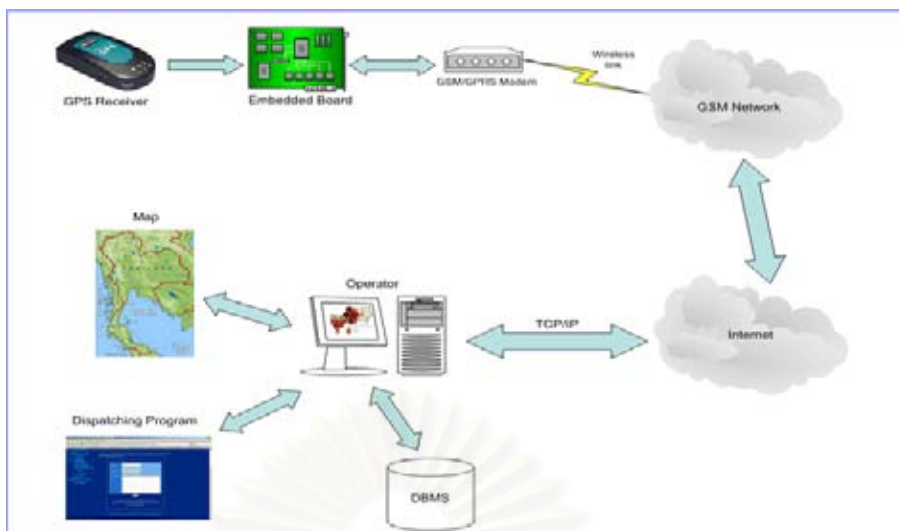 GPS Receiver
Embedded Board
GSM/GPRS Modem
Wireless
link
GSM Network
Map
Operator
TCP/IP
Internet
Dispatching Program
DBMS